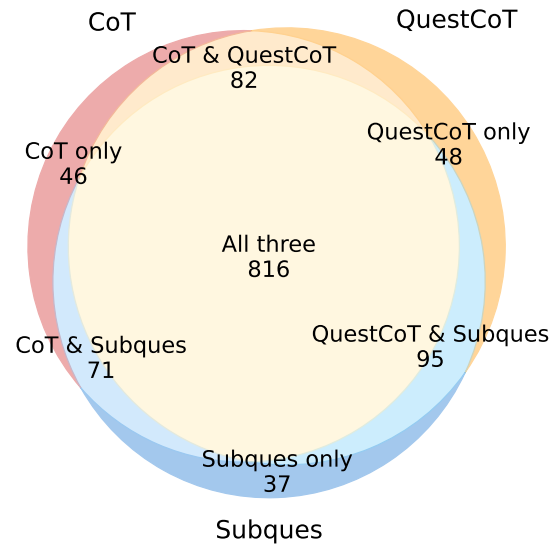 CoT
QuestCoT
CoT & QuestCoT
82
QuestCoT only
48
CoT only
46
All three
816
QuestCoT & Subques
95
CoT & Subques
71
Subques only
37
Subques